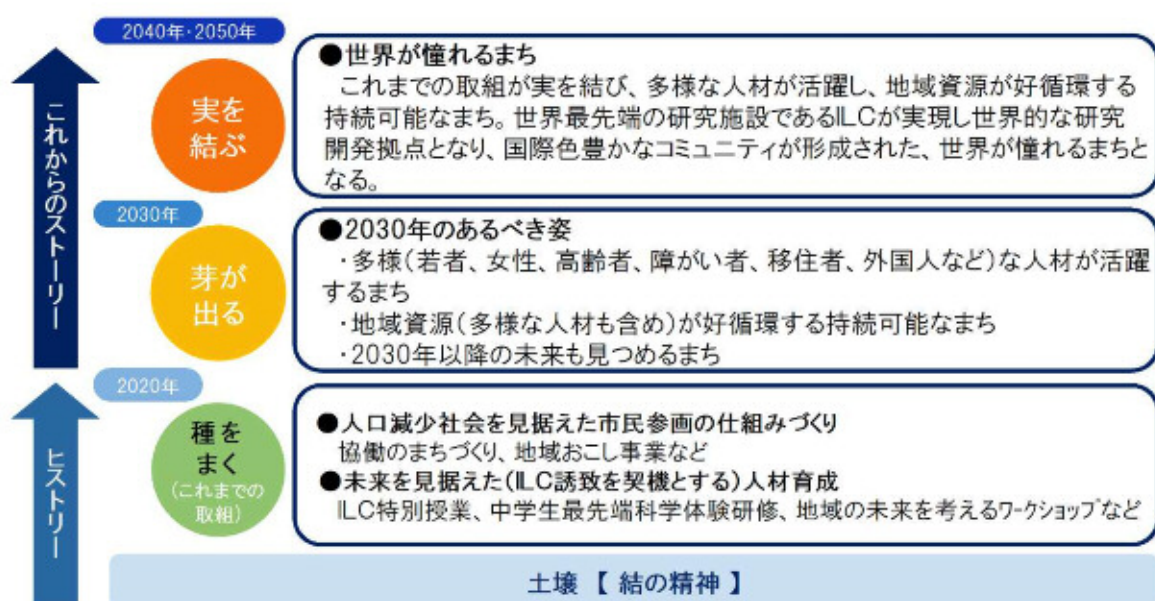 これからのストーリー
2040年・2050年
実を
結ぶ
●世界が憧れるまち
これまでの取組が実を結び、多様な人材が活躍し、地域資源が好循環する
持続可能なまち。世界最先端の研究施設であるILCが実現し世界的な研究
開発拠点となり、国際色豊かなコミュニティが形成された、世界が憧れるまちと
なる。
2030年
芽が
出る
●2030年のあるべき姿
・多様(若者、女性、高齢者、障がい者、移住者、外国人など)な人材が活躍
するまち
・地域資源(多様な人材も含め)が好循環する持続可能なまち
・2030年以降の未来も見つめるまち
ヒストリー
2020年
種を
まく
(これまでの
取組)
●人口減少社会を見据えた市民参画の仕組みづくり
協働のまちづくり、地域おこし事業など
●未来を見据えた(ILC誘致を契機とする)人材育成
ILC特別授業、中学生最先端科学体験研修、地域の未来を考えるワークショップなど
土壌【 結の精神 】